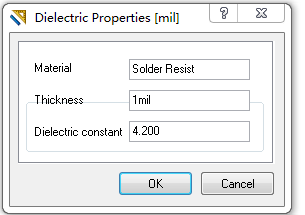 Dielectric Properties [mil]
Material Solder Resist
Thickness 1mil
Dielectric constant 4.200
OK Cancel